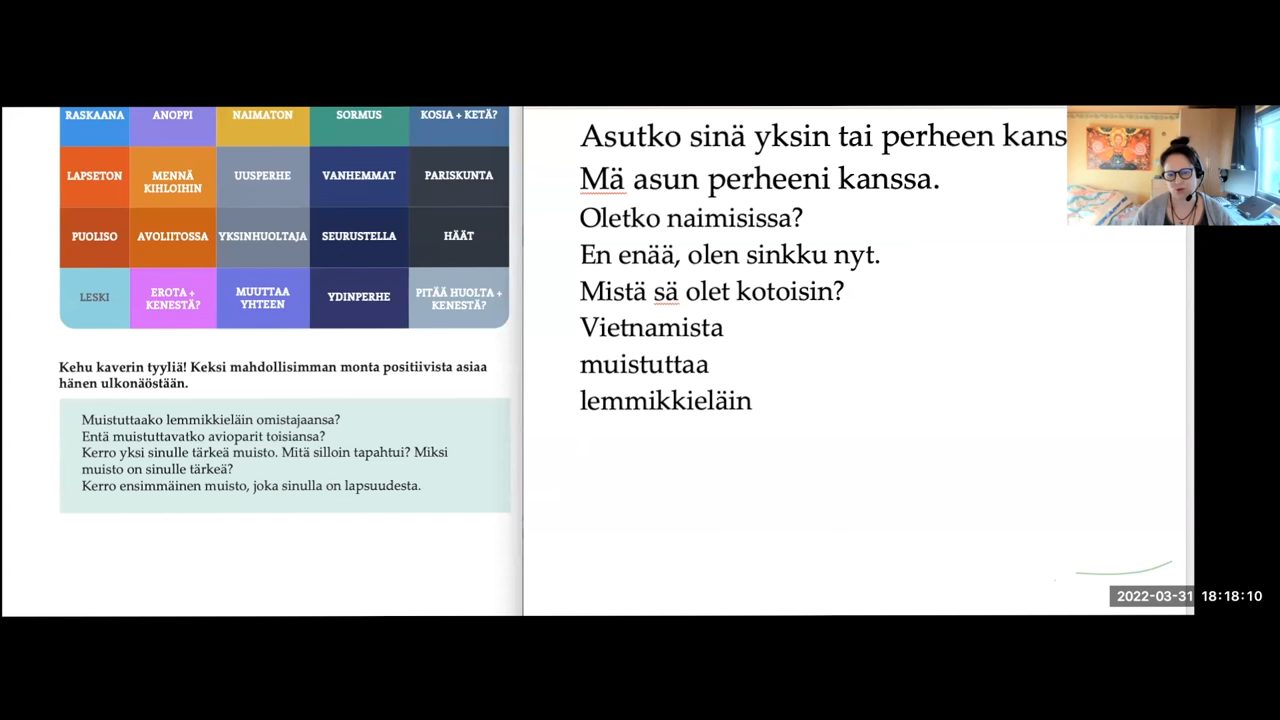 RASKAANA ANOPPI NAIMATON SORMUS KOSIA + KETÄ?
LAPSETON MENNÄ KIHLOIHIN UUSPERHE VANHEMMAT PARISKUNTA
PUOLISO AVOLIITOSSA YKSINHUOLTAJA SEURUSTELLA HÄÄT
LESKI EROTA + KENESTÄ? MUUTTAA YHTEEN YDINPERHE PITÄÄ HUOLTA + KENESTÄ?
Kehu kaverin tyyliä! Keksi mahdollisimman monta positiivista asiaa
hänen ulkonäöstään.
Muistuttaako lemmikkieläin omistajaansa?
Entä muistuttavatko avioparit toisiansa?
Kerro yksi sinulle tärkeä muisto. Mitä silloin tapahtui? Miksi
muisto on sinulle tärkeä?
Kerro ensimmäinen muisto, joka sinulla on lapsuudesta.
Asutko sinä yksin tai perheen kans
Mä asun perheeni kanssa.
Oletko naimisissa?
En enää, olen sinkku nyt.
Mistä sä olet kotoisin?
Vietnamista
muistuttaa
lemmikkieläin
2022-03-31 18:18:10